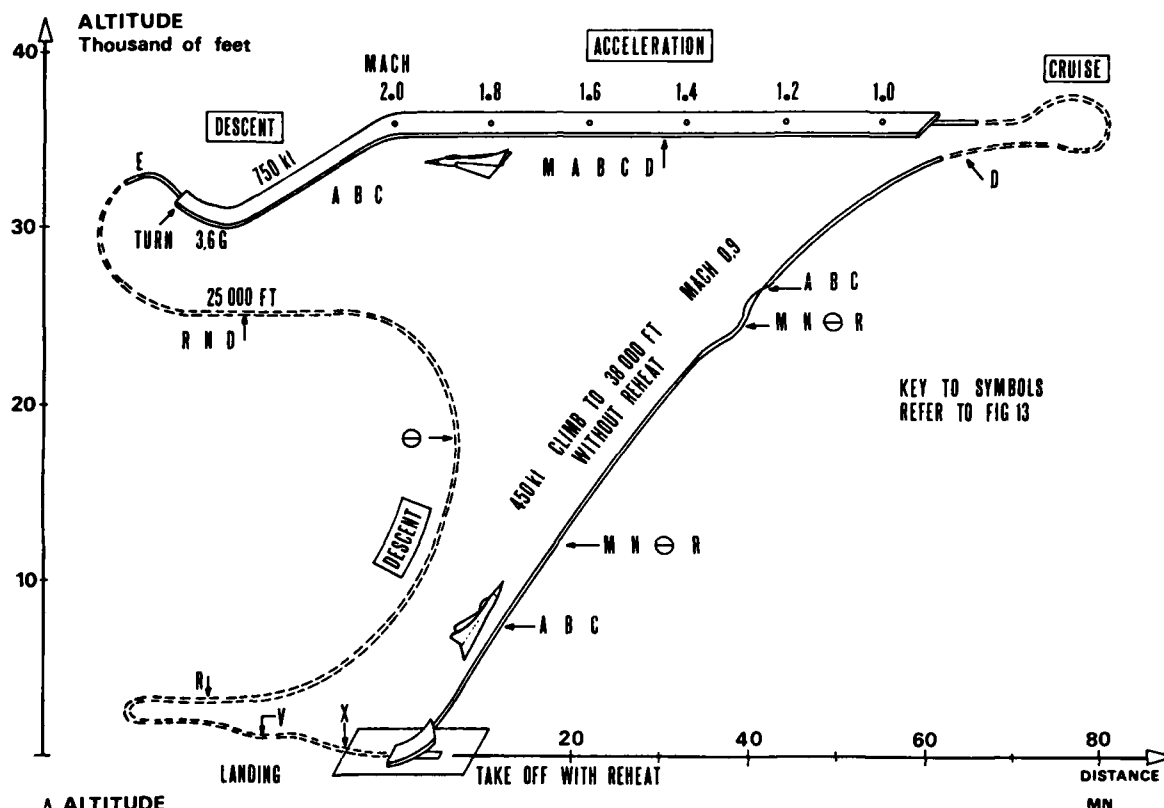 ALTITUDE
Thousand of feet
40
30
20
10
ACCELERATION
MACH
2.0 1.8 1.6 1.4 1.2 1.0
CRUISE
DESCENT
750 kt
E
A B C
M A B C D
D
TURN 3,6 G
25 000 FT
R N D
MACH 0,9
A B C
M N ⊖ R
450 kt CLIMB TO 38 000 FT
WITHOUT REHEAT
KEY TO SYMBOLS
REFER TO FIG 13
⊖
DESCENT
M N ⊖ R
A B C
R
V
X
LANDING
TAKE OFF WITH REHEAT
20 40 60 80
DISTANCE
MN
ALTITUDE